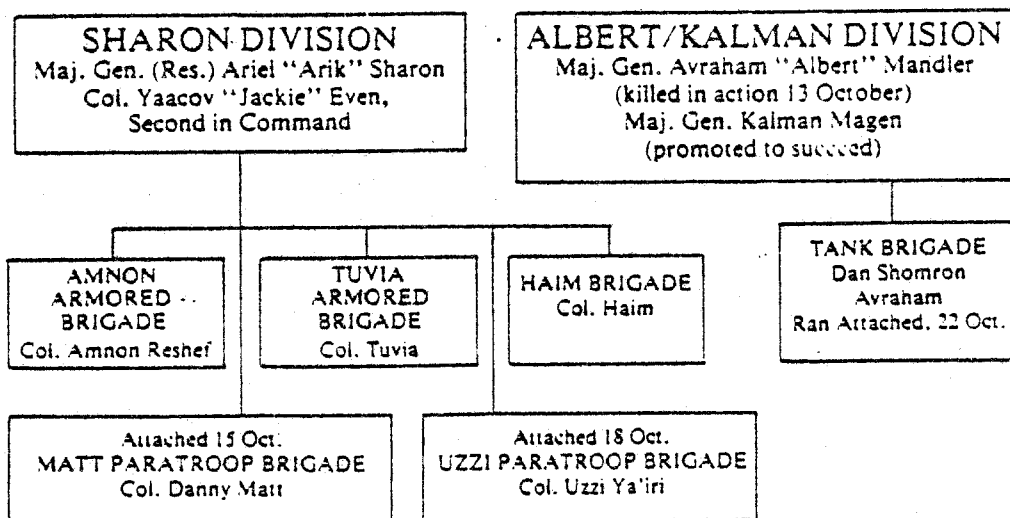 SHARON DIVISION
Maj. Gen. (Res.) Ariel "Arik" Sharon
Col. Yaacov "Jackie" Even,
Second in Command
ALBERT/KALMAN DIVISION
Maj. Gen. Avraham "Albert" Mandler
(killed in action 13 October)
Maj. Gen. Kalman Magen
(promoted to succeed)
AMNON
ARMORED
BRIGADE
Col. Amnon Reshef
TUVIA
ARMORED
BRIGADE
Col. Tuvia
HAIM BRIGADE
Col. Haim
TANK BRIGADE
Dan Shomron
Avraham
Ran Attached, 22 Oct.
Attached 15 Oct.
MATT PARATROOP BRIGADE
Col. Danny Matt
Attached 18 Oct.
UZZI PARATROOP BRIGADE
Col. Uzzi Ya'iri